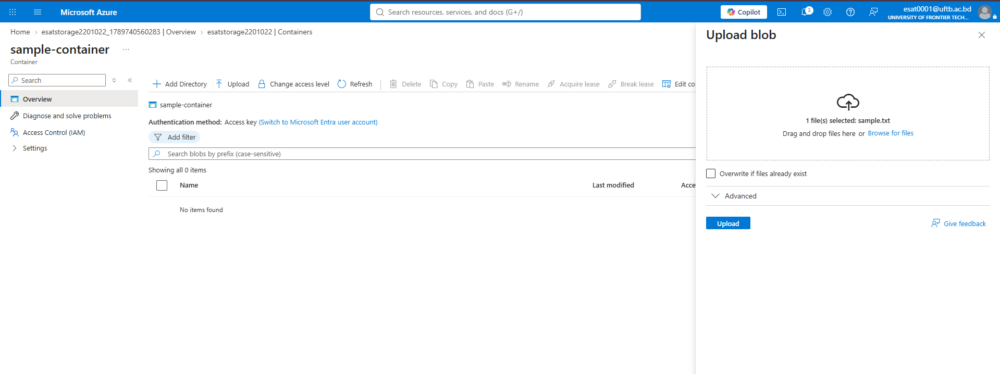 Microsoft Azure
Search resources, services, and docs (G+/)
Copilot
3
esat0001@uftb.ac.bd
UNIVERSITY OF FRONTIER TECH...
Home > esatstorage2201022_1789740560283 | Overview > esatstorage2201022 | Containers
sample-container ...
Container
Search
Overview
Diagnose and solve problems
Access Control (IAM)
Settings
Add Directory Upload Change access level Refresh Delete Copy Paste Rename Acquire lease Break lease Edit co
sample-container
Authentication method: Access key (Switch to Microsoft Entra user account)
Add filter
Search blobs by prefix (case-sensitive)
Showing all 0 items
Name Last modified Acce
No items found
Upload blob
1 file(s) selected: sample.txt
Drag and drop files here or Browse for files
Overwrite if files already exist
Advanced
Upload
Give feedback